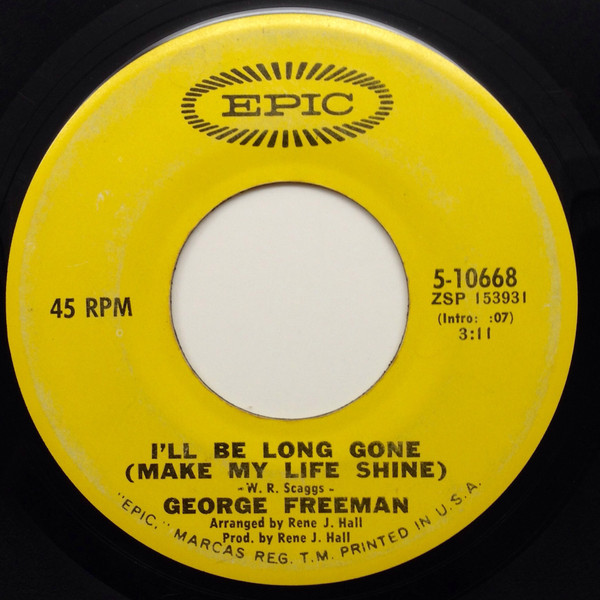 EPIC
45 RPM
5-10668
ZSP 153931
(Intro: :07)
3:11
I'LL BE LONG GONE
(MAKE MY LIFE SHINE)
- W. R. Scaggs -
GEORGE FREEMAN
Arranged by Rene J. Hall
Prod. by Rene J. Hall
"EPIC," MARCAS REG. T.M. PRINTED IN U.S.A.